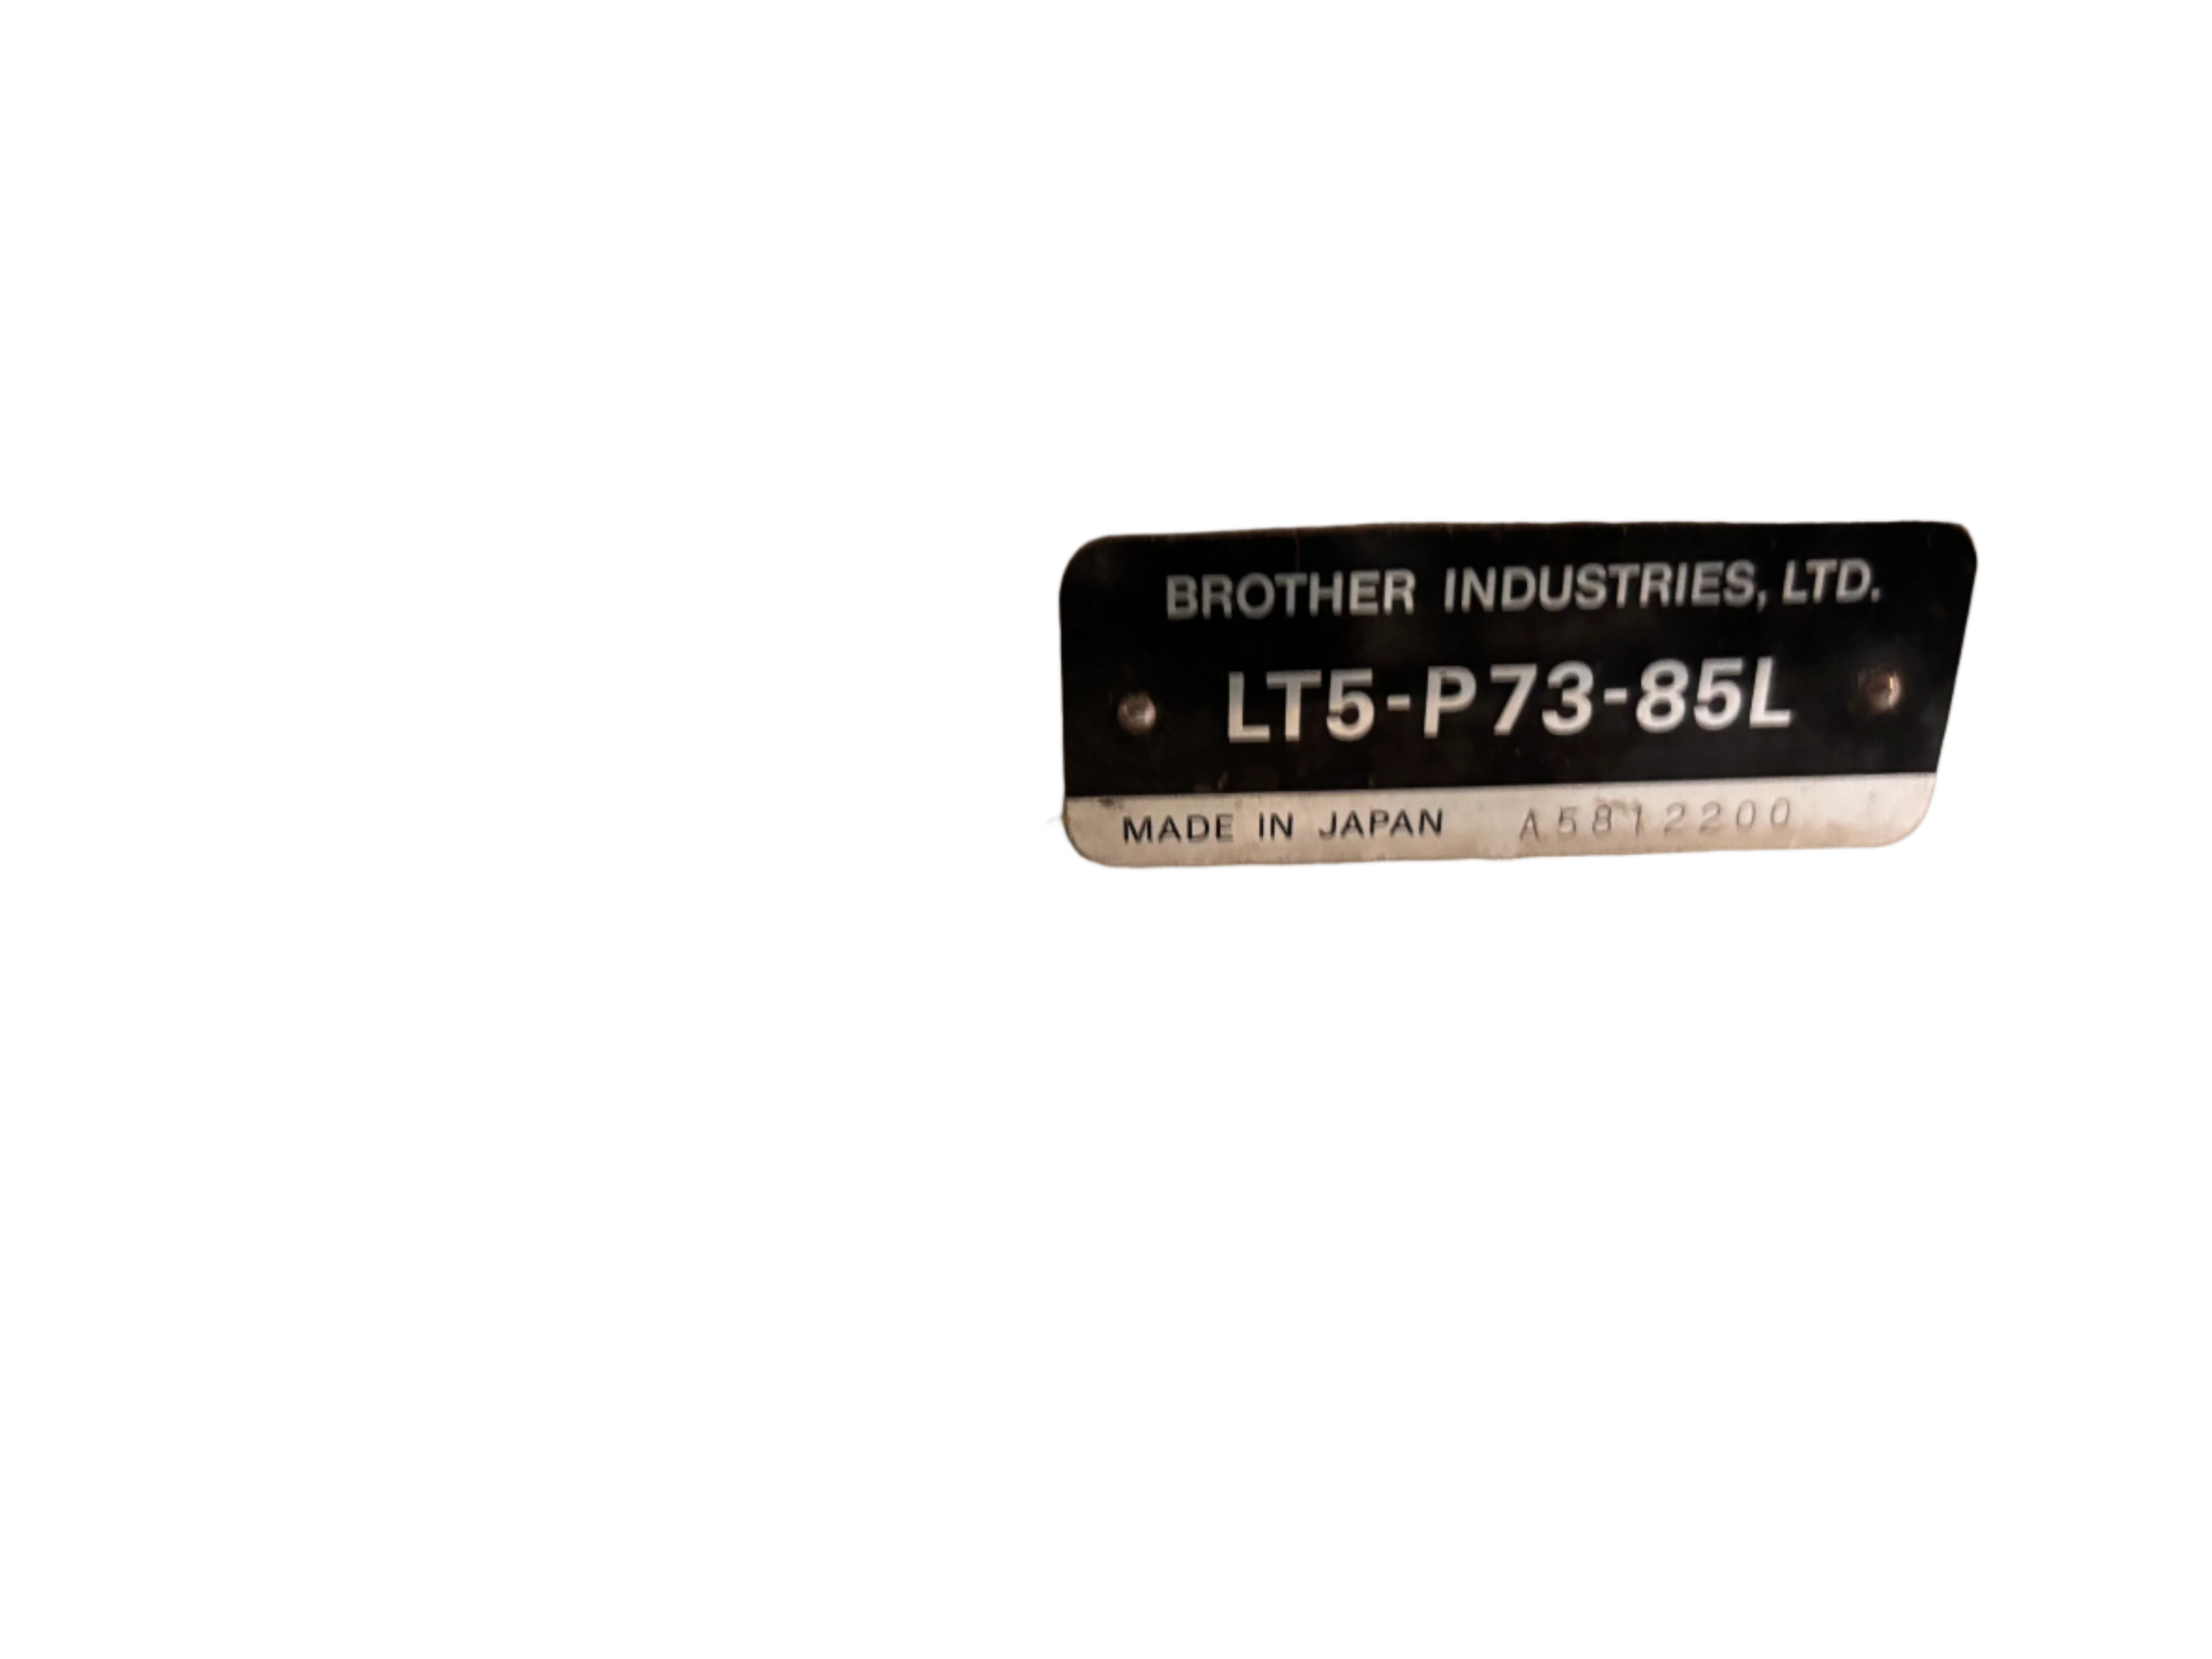 BROTHER INDUSTRIES, LTD.
LT5-P73-85L
MADE IN JAPAN A5812200